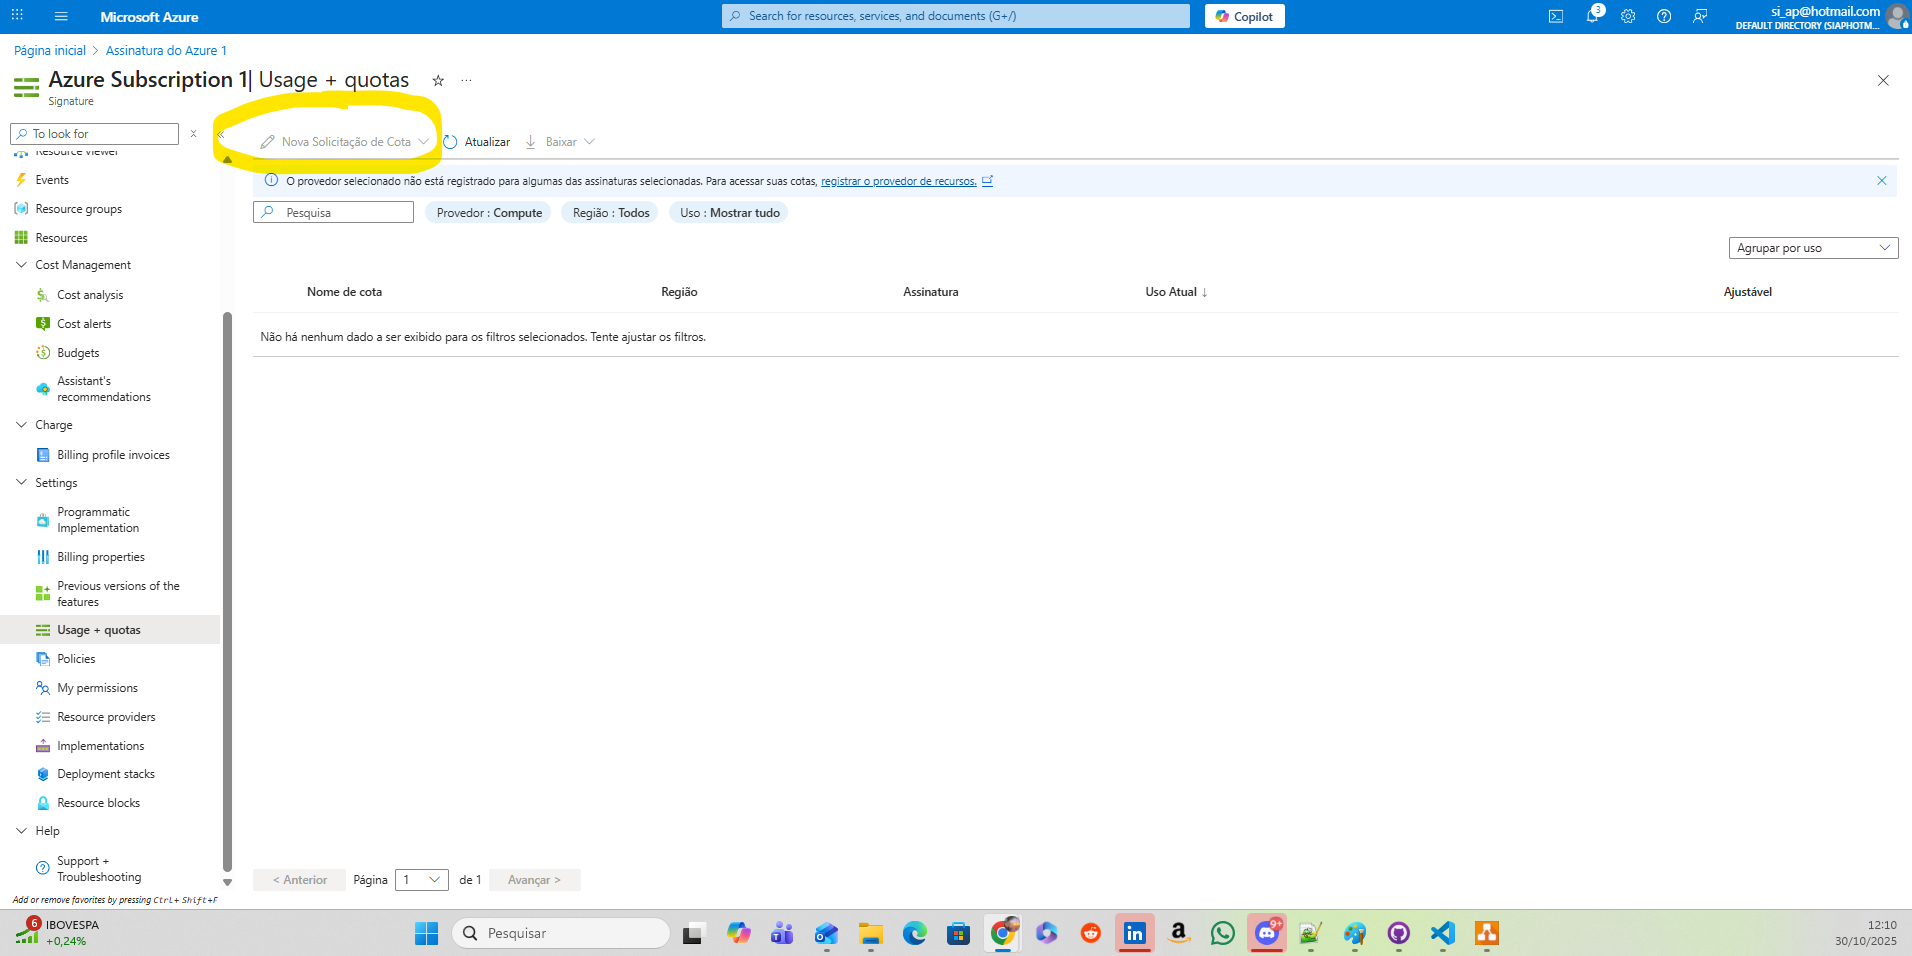 Microsoft Azure
Search for resources, services, and documents (G+/)
Copilot
3
si_ap@hotmail.com
DEFAULT DIRECTORY (SIAPHOTM...
Página inicial > Assinatura do Azure 1
Azure Subscription 1| Usage + quotas
Signature
To look for
Nova Solicitação de Cota
Atualizar
Baixar
O provedor selecionado não está registrado para algumas das assinaturas selecionadas. Para acessar suas cotas, registrar o provedor de recursos.
Pesquisa
Provedor : Compute
Região : Todos
Uso : Mostrar tudo
Agrupar por uso
Nome de cota
Região
Assinatura
Uso Atual ↓
Ajustável
Não há nenhum dado a ser exibido para os filtros selecionados. Tente ajustar os filtros.
Resource viewer
Events
Resource groups
Resources
Cost Management
Cost analysis
Cost alerts
Budgets
Assistant's
recommendations
Charge
Billing profile invoices
Settings
Programmatic
Implementation
Billing properties
Previous versions of the
features
Usage + quotas
Policies
My permissions
Resource providers
Implementations
Deployment stacks
Resource blocks
Help
Support +
Troubleshooting
Add or remove favorites by pressing Ctrl+ Shift+F
< Anterior
Página
1
de 1
Avançar >
6
IBOVESPA
+0,24%
Pesquisar
9+
12:10
30/10/2025